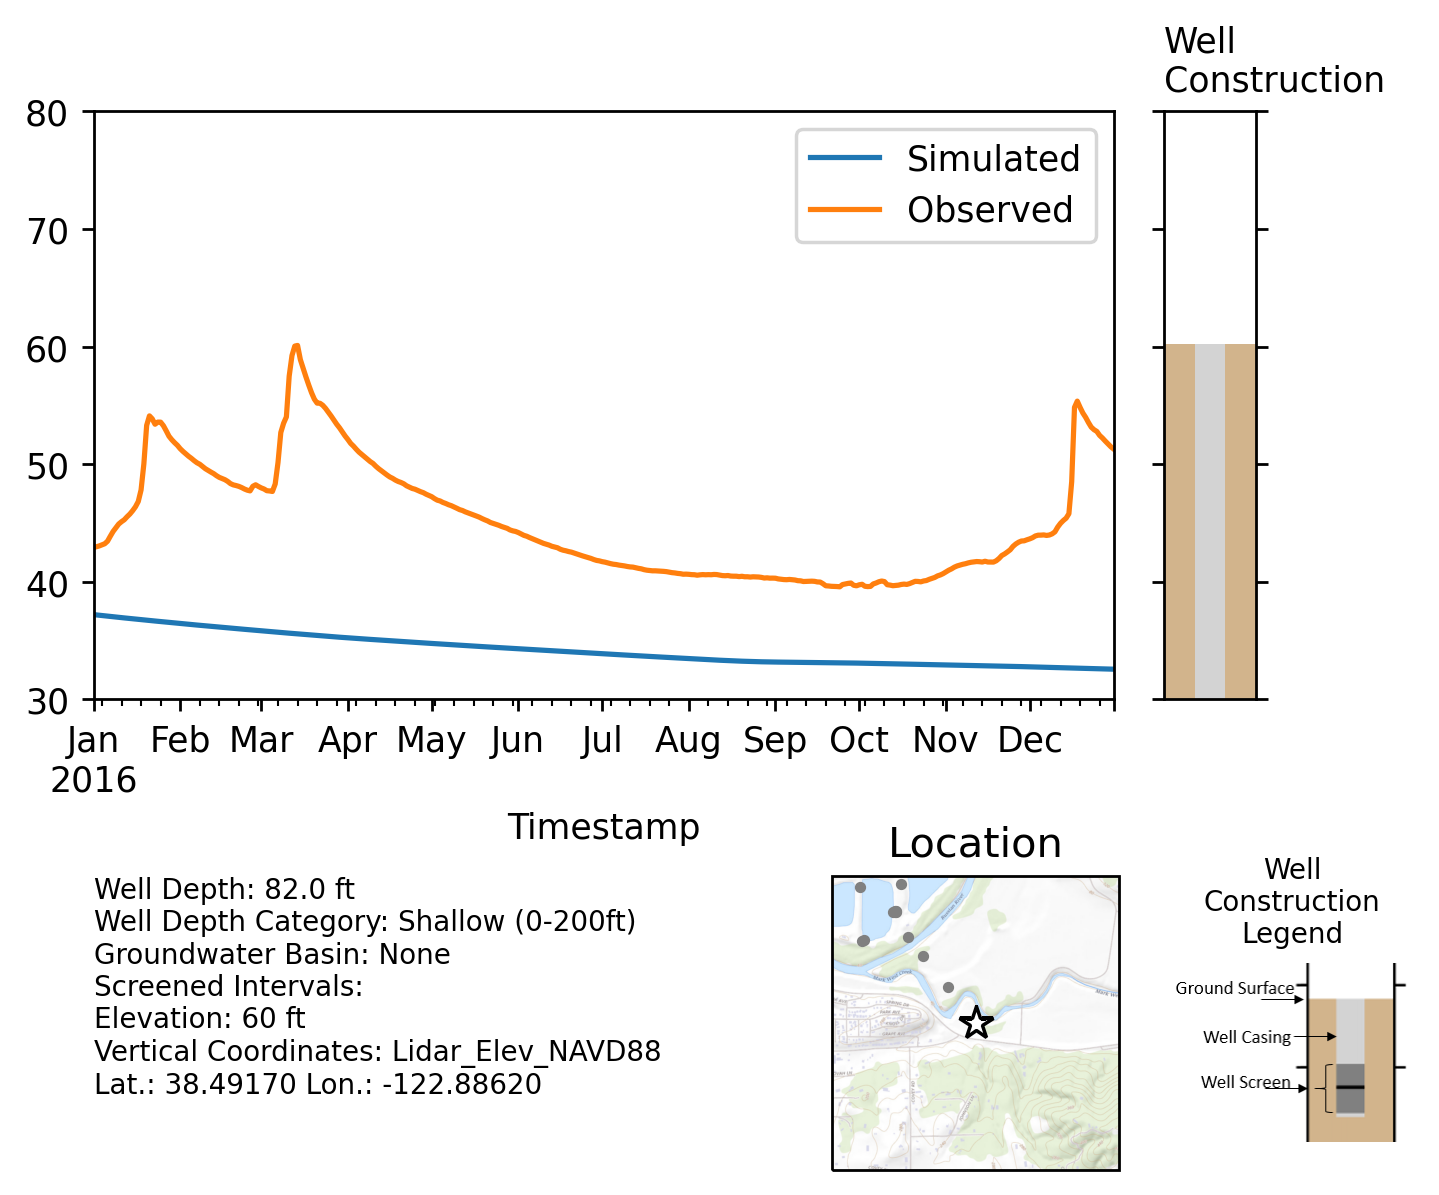 Well
Construction
80
70
60
50
40
30
Simulated
Observed
Jan
2016
Feb
Mar
Apr
May
Jun
Jul
Aug
Sep
Oct
Nov
Dec
Timestamp
Well Depth: 82.0 ft
Well Depth Category: Shallow (0-200ft)
Groundwater Basin: None
Screened Intervals:
Elevation: 60 ft
Vertical Coordinates: Lidar_Elev_NAVD88
Lat.: 38.49170 Lon.: -122.88620
Location
Well
Construction
Legend
Ground Surface
Well Casing
Well Screen